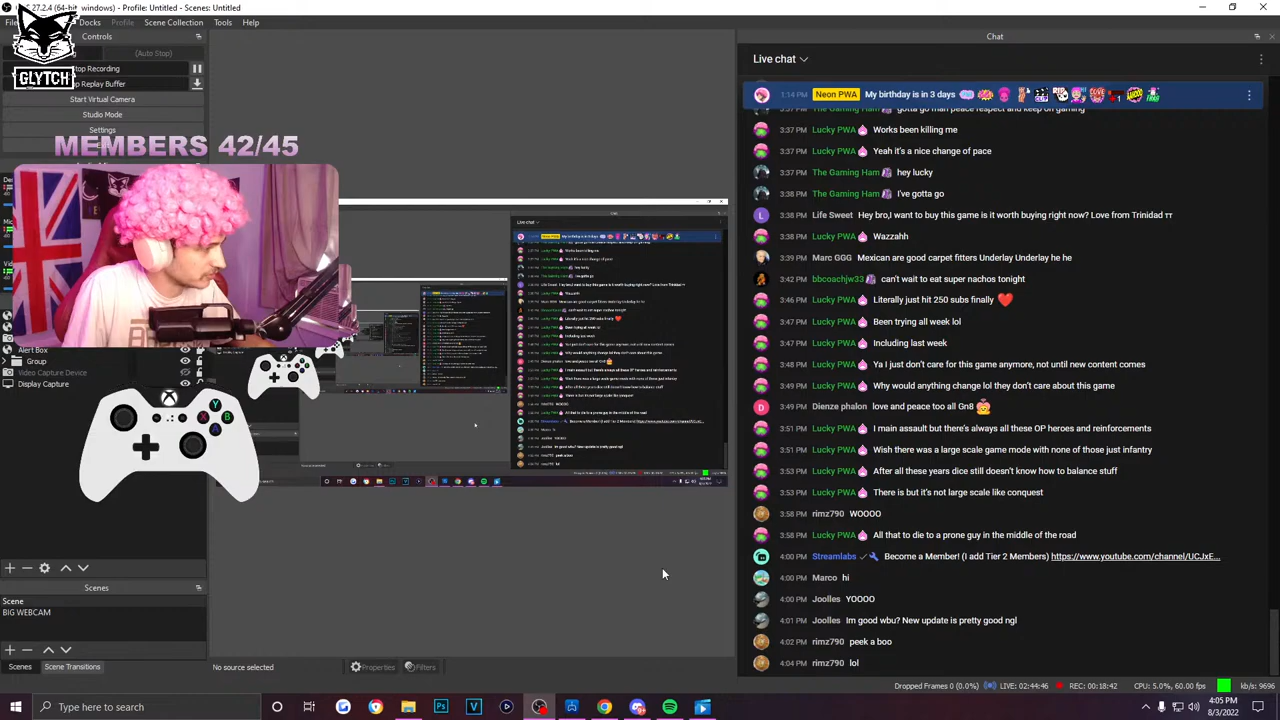 27.2.4 (64-bit, windows) - Profile: Untitled - Scenes: Untitled
Docks Profile Scene Collection Tools Help
GLYTCH
Controls
(Auto Stop)
Stop Recording
Replay Buffer
Start Virtual Camera
Studio Mode
Settings
MEMBERS 42/45
Alert Box
Group
Video Capture Device
Replay Capture
Y
X B
A
Scenes
Scene
BIG WEBCAM
Scenes Scene Transitions
No source selected
Properties Filters
Chat
Live chat
1:14 PM Neon PWA My birthday is in 3 days
The Gaming Ham gotta go man peace respect and keep on gaming
3:37 PM Lucky PWA Works been killing me
3:37 PM Lucky PWA Yeah it's a nice change of pace
3:37 PM The Gaming Ham hey lucky
3:38 PM The Gaming Ham I've gotta go
3:38 PM Life Sweet Hey bro,I want to buy this game is it worth buying right now? Love from Trinidad ᴛᴛ
3:38 PM Lucky PWA Wazzahh
3:39 PM Marc GGG Mexican are good carpet fitters Underlay Underlay he he
3:42 PM bbcoachjw33 can't wait to eat super nachos tonight
3:46 PM Lucky PWA Literally just hit 250 subs finally
3:47 PM Lucky PWA Been trying all week lol
3:47 PM Lucky PWA Including last week
3:48 PM Lucky PWA Ya I just don't care for this game anymore, not until new content comes
3:49 PM Lucky PWA Why would anything change lol they don't care about this game
3:49 PM Dienze phalon love and peace too all Gn8
3:51 PM Lucky PWA I main assault but there's always all these OP heroes and reinforcements
3:51 PM Lucky PWA Wish there was a large scale game mode with none of those just infantry
3:53 PM Lucky PWA After all these years dice still doesn't know how to balance stuff
3:53 PM Lucky PWA There is but it's not large scale like conquest
3:58 PM rimz790 WOOOO
3:58 PM Lucky PWA All that to die to a prone guy in the middle of the road
4:00 PM Streamlabs Become a Member! (I add Tier 2 Members) https://www.youtube.com/channel/UCJxE...
4:00 PM Marco hi
4:00 PM Joolles YOOOO
4:01 PM Joolles Im good wbu? New update is pretty good ngl
4:02 PM rimz790 peek a boo
4:04 PM rimz790 lol
Dropped Frames 0 (0.0%) LIVE: 02:44:46 REC: 00:18:42 CPU: 5.0%, 60.00 fps kb/s: 9696
Type here to search
4:05 PM
8/3/2022